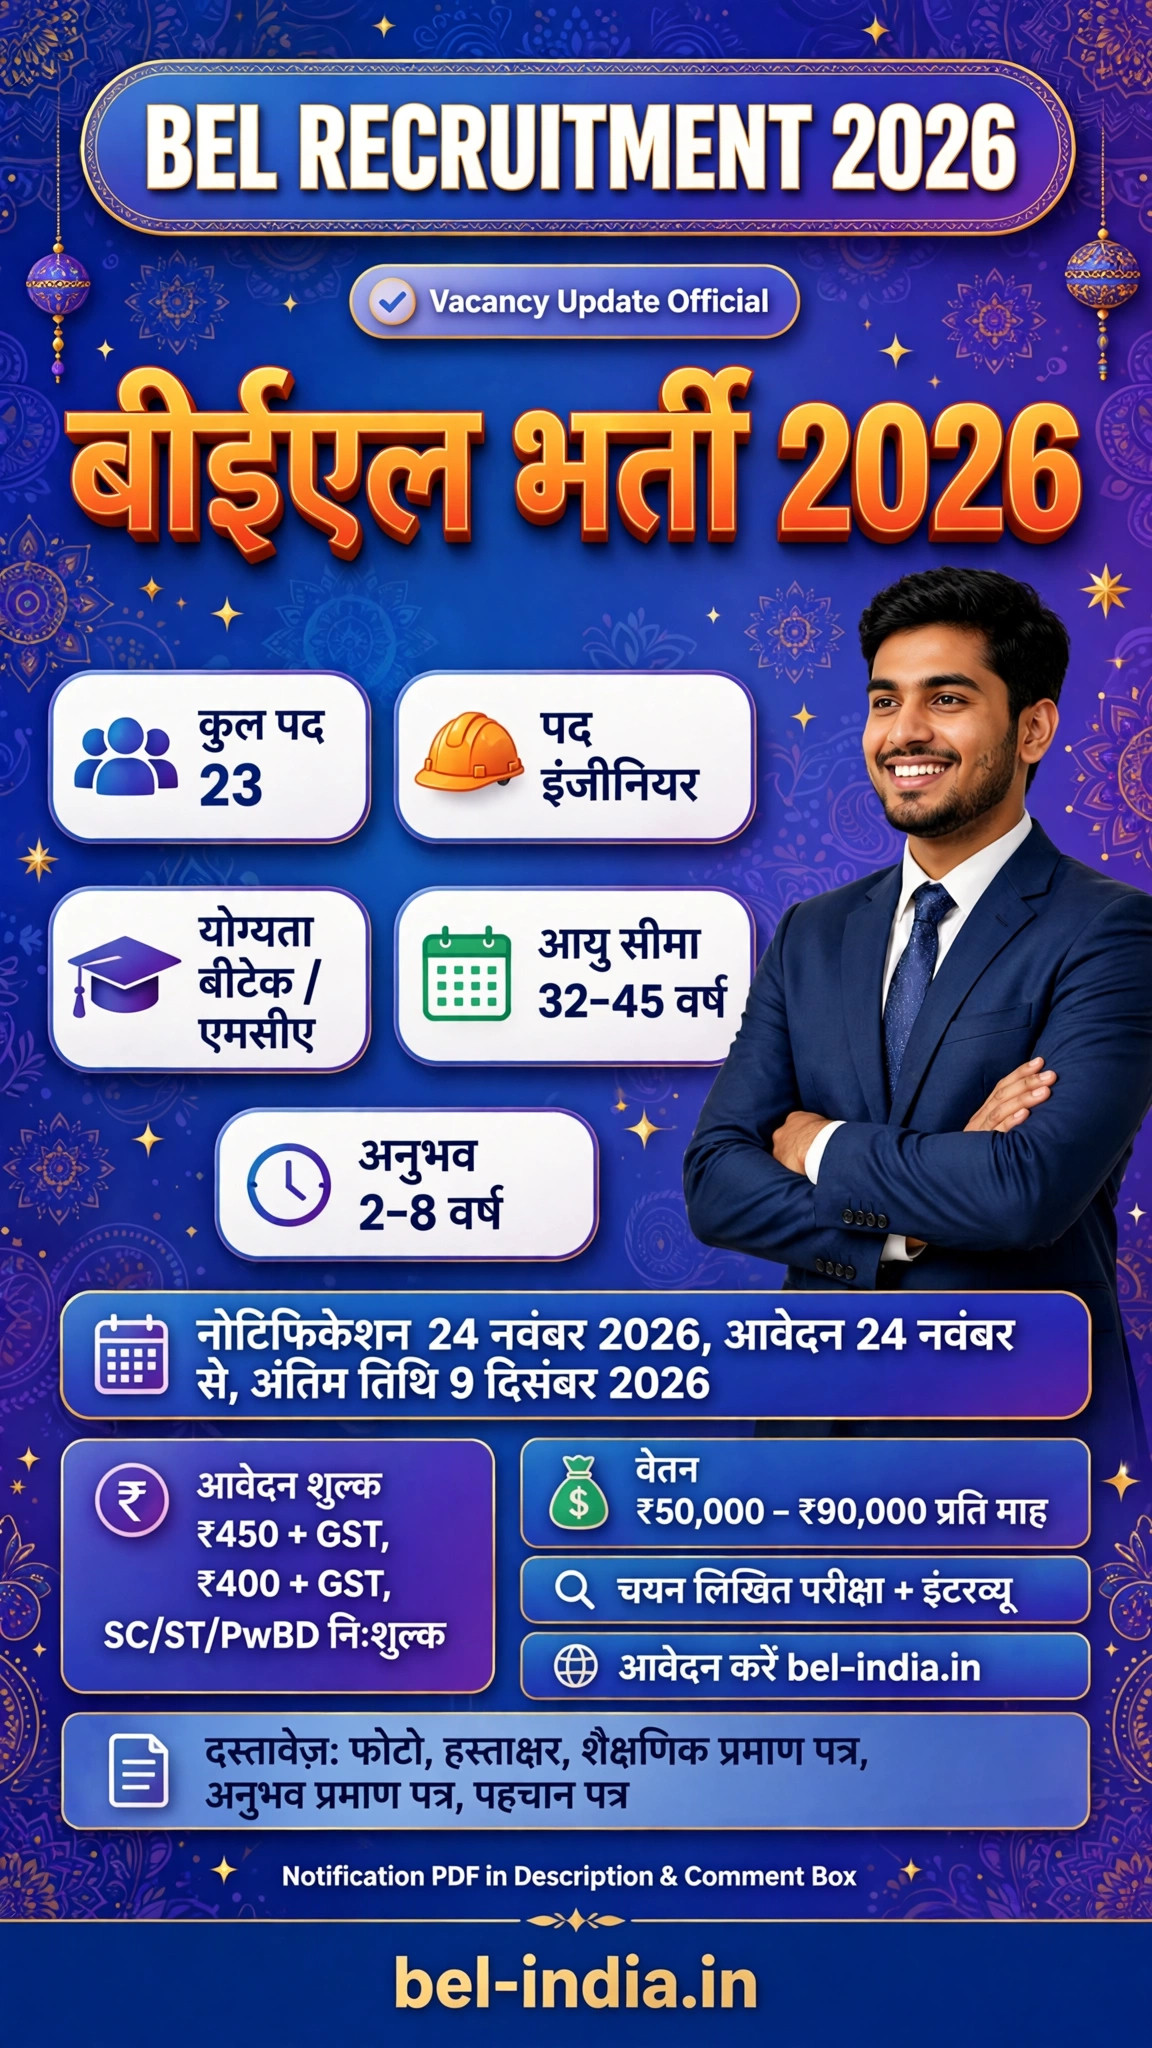 BEL RECRUITMENT 2026
Vacancy Update Official
बीईएल भर्ती 2026
कुल पद
23
पद
इंजीनियर
योग्यता
बीटेक /
एमसीए
आयु सीमा
32-45 वर्ष
अनुभव
2-8 वर्ष
नोटिफिकेशन 24 नवंबर 2026, आवेदन 24 नवंबर
से, अंतिम तिथि 9 दिसंबर 2026
आवेदन शुल्क
₹450 + GST,
₹400 + GST,
SC/ST/PwBD निःशुल्क
वेतन
₹50,000 – ₹90,000 प्रति माह
चयन लिखित परीक्षा + इंटरव्यू
आवेदन करें bel-india.in
दस्तावेज़: फोटो, हस्ताक्षर, शैक्षणिक प्रमाण पत्र,
अनुभव प्रमाण पत्र, पहचान पत्र
Notification PDF in Description & Comment Box
bel-india.in